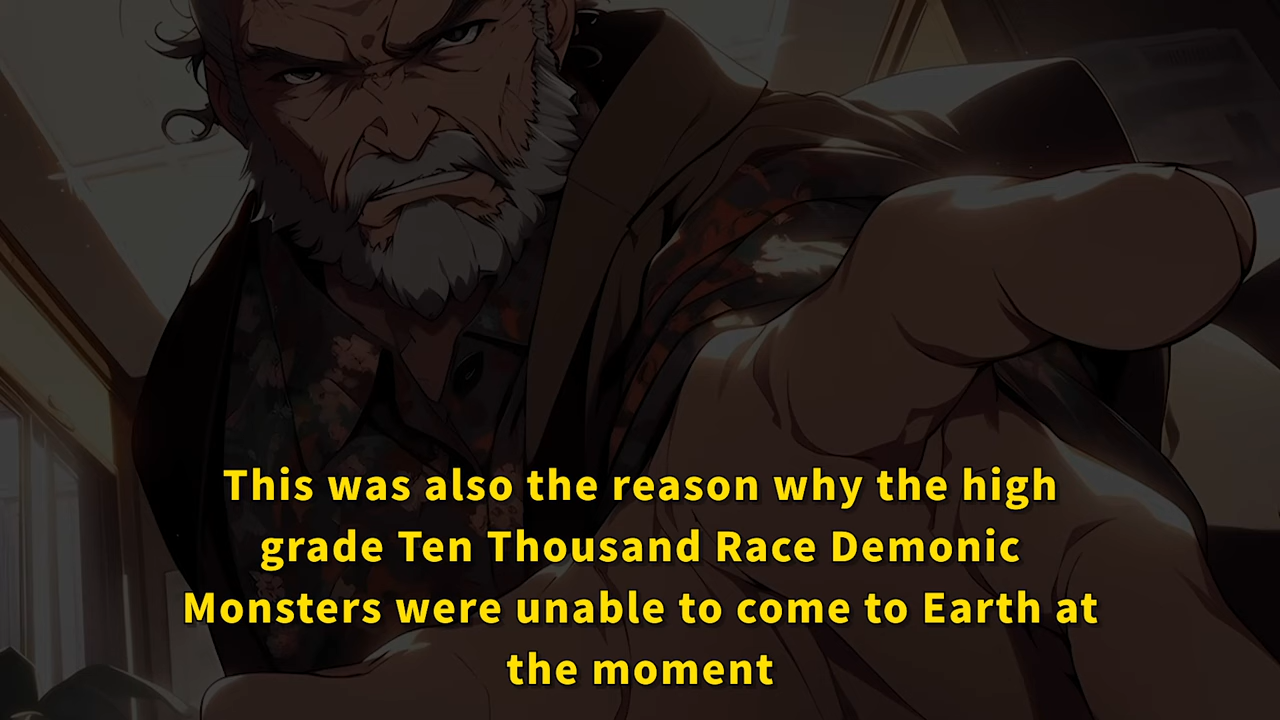 This was also the reason why the high
grade Ten Thousand Race Demonic
Monsters were unable to come to Earth at
the moment